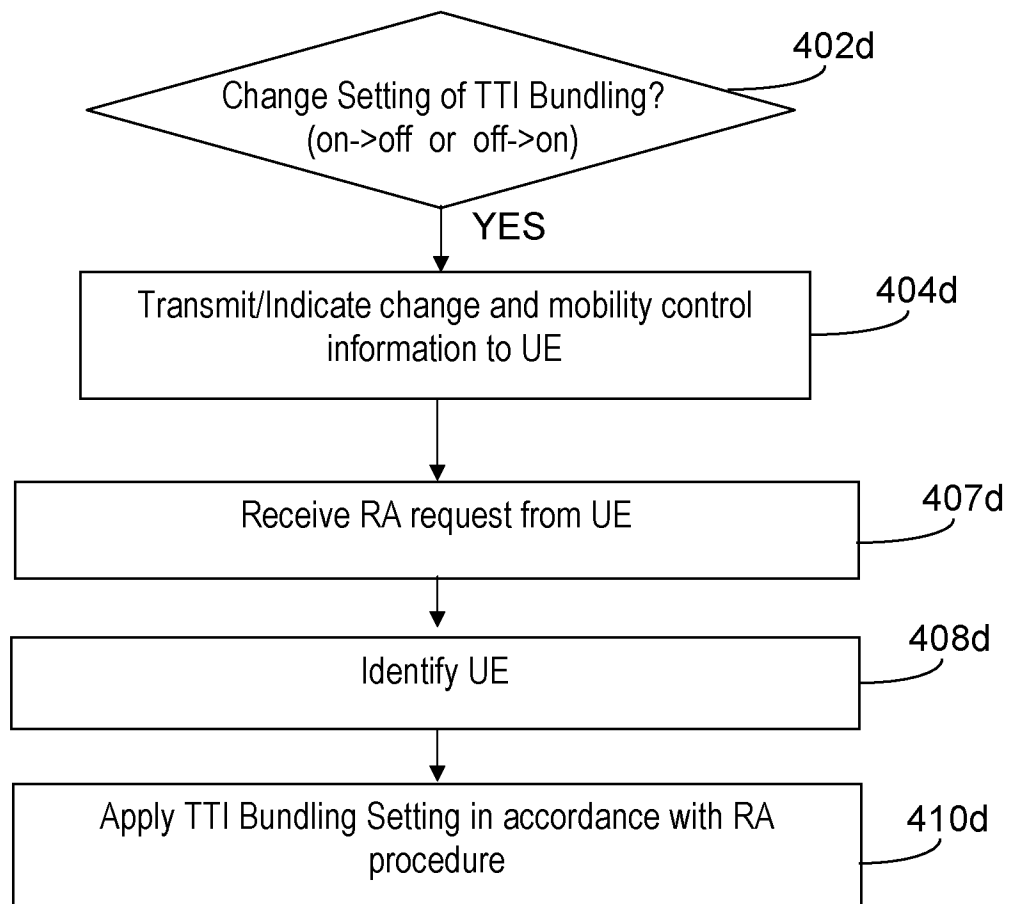 402d
Change Setting of TTI Bundling?
(on->off or off->on)
YES
404d
Transmit/Indicate change and mobility control
information to UE
407d
Receive RA request from UE
408d
Identify UE
410d
Apply TTI Bundling Setting in accordance with RA
procedure